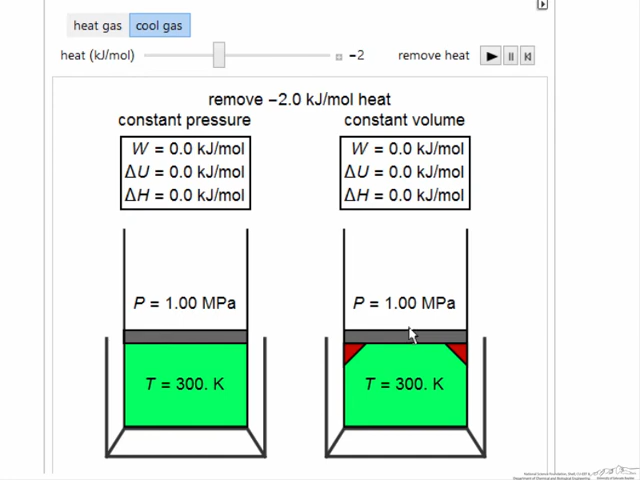 heat gas cool gas
heat (kJ/mol) −2 remove heat
remove −2.0 kJ/mol heat
constant pressure constant volume
W = 0.0 kJ/mol W = 0.0 kJ/mol
ΔU = 0.0 kJ/mol ΔU = 0.0 kJ/mol
ΔH = 0.0 kJ/mol ΔH = 0.0 kJ/mol
P = 1.00 MPa P = 1.00 MPa
T = 300. K T = 300. K